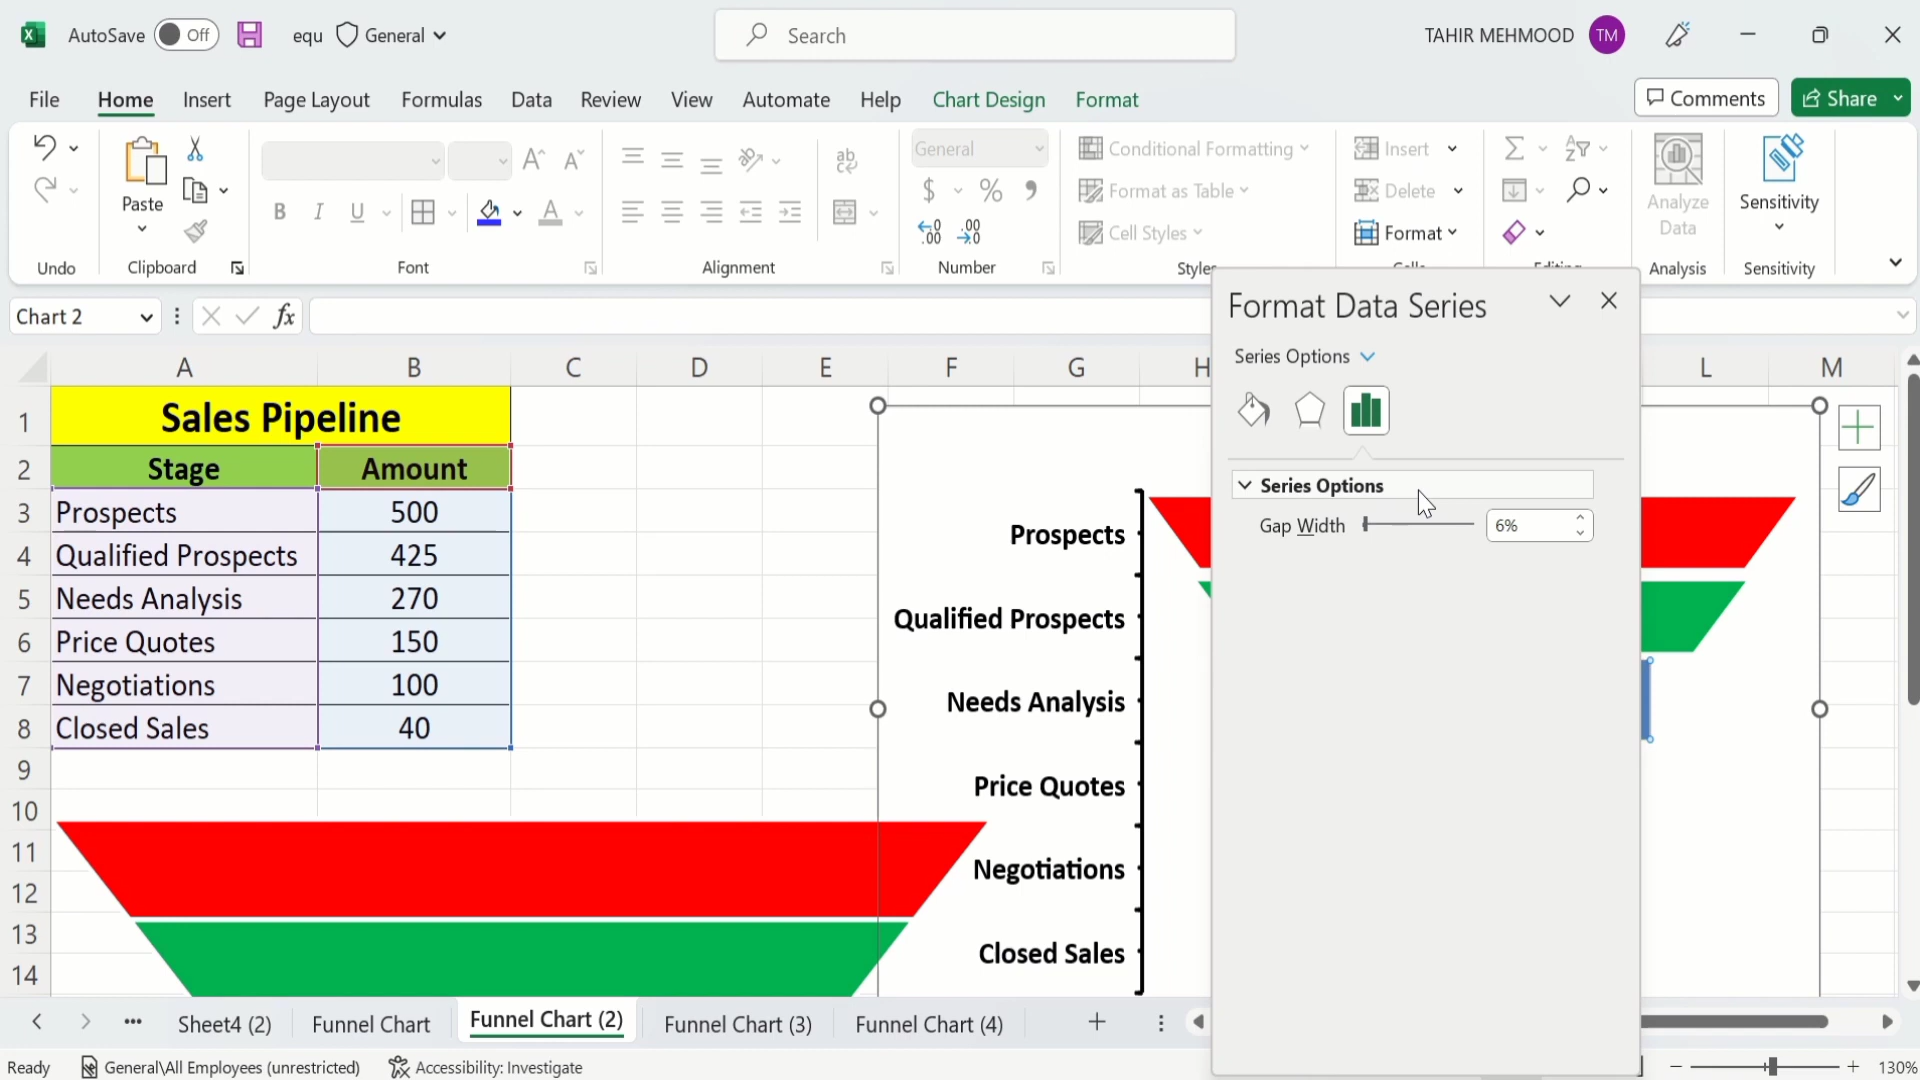 AutoSave Off equ General Search TAHIR MEHMOOD TM
File Home Insert Page Layout Formulas Data Review View Automate Help Chart Design Format Comments Share
Paste General Conditional Formatting Insert Analyze Data Sensitivity
B I U $ % Format as Table Delete
Cell Styles Format
Undo Clipboard Font Alignment Number Styles Analysis Sensitivity
Chart 2 fx
Format Data Series
Series Options
Series Options
Gap Width 6%
A B C D E F G H L M
1 Sales Pipeline
2 Stage Amount
3 Prospects 500
4 Qualified Prospects 425
5 Needs Analysis 270
6 Price Quotes 150
7 Negotiations 100
8 Closed Sales 40
9
10
11
12
13
14
Prospects
Qualified Prospects
Needs Analysis
Price Quotes
Negotiations
Closed Sales
Sheet4 (2) Funnel Chart Funnel Chart (2) Funnel Chart (3) Funnel Chart (4)
Ready General\All Employees (unrestricted) Accessibility: Investigate 130%